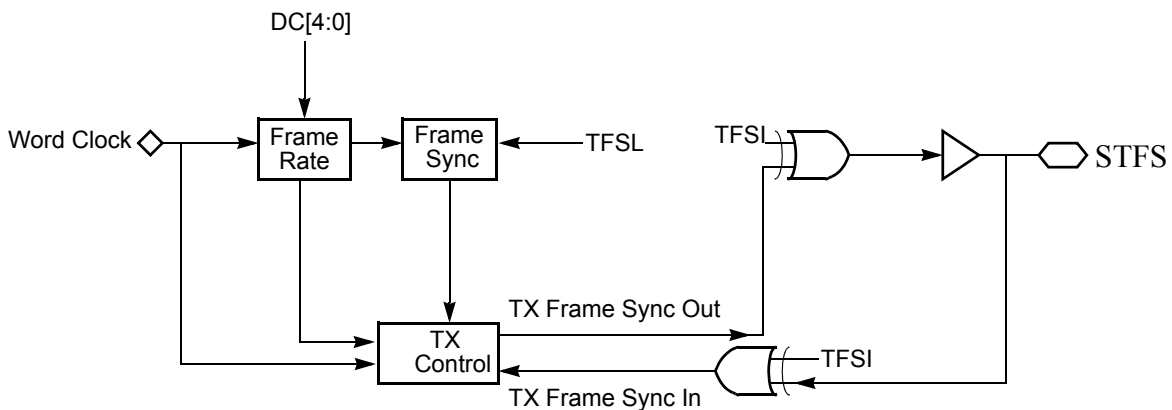 DC[4:0]
Word Clock
Frame
Rate
Frame
Sync
TFSL
TFSI
STFS
TX Frame Sync Out
TX
Control
TFSI
TX Frame Sync In